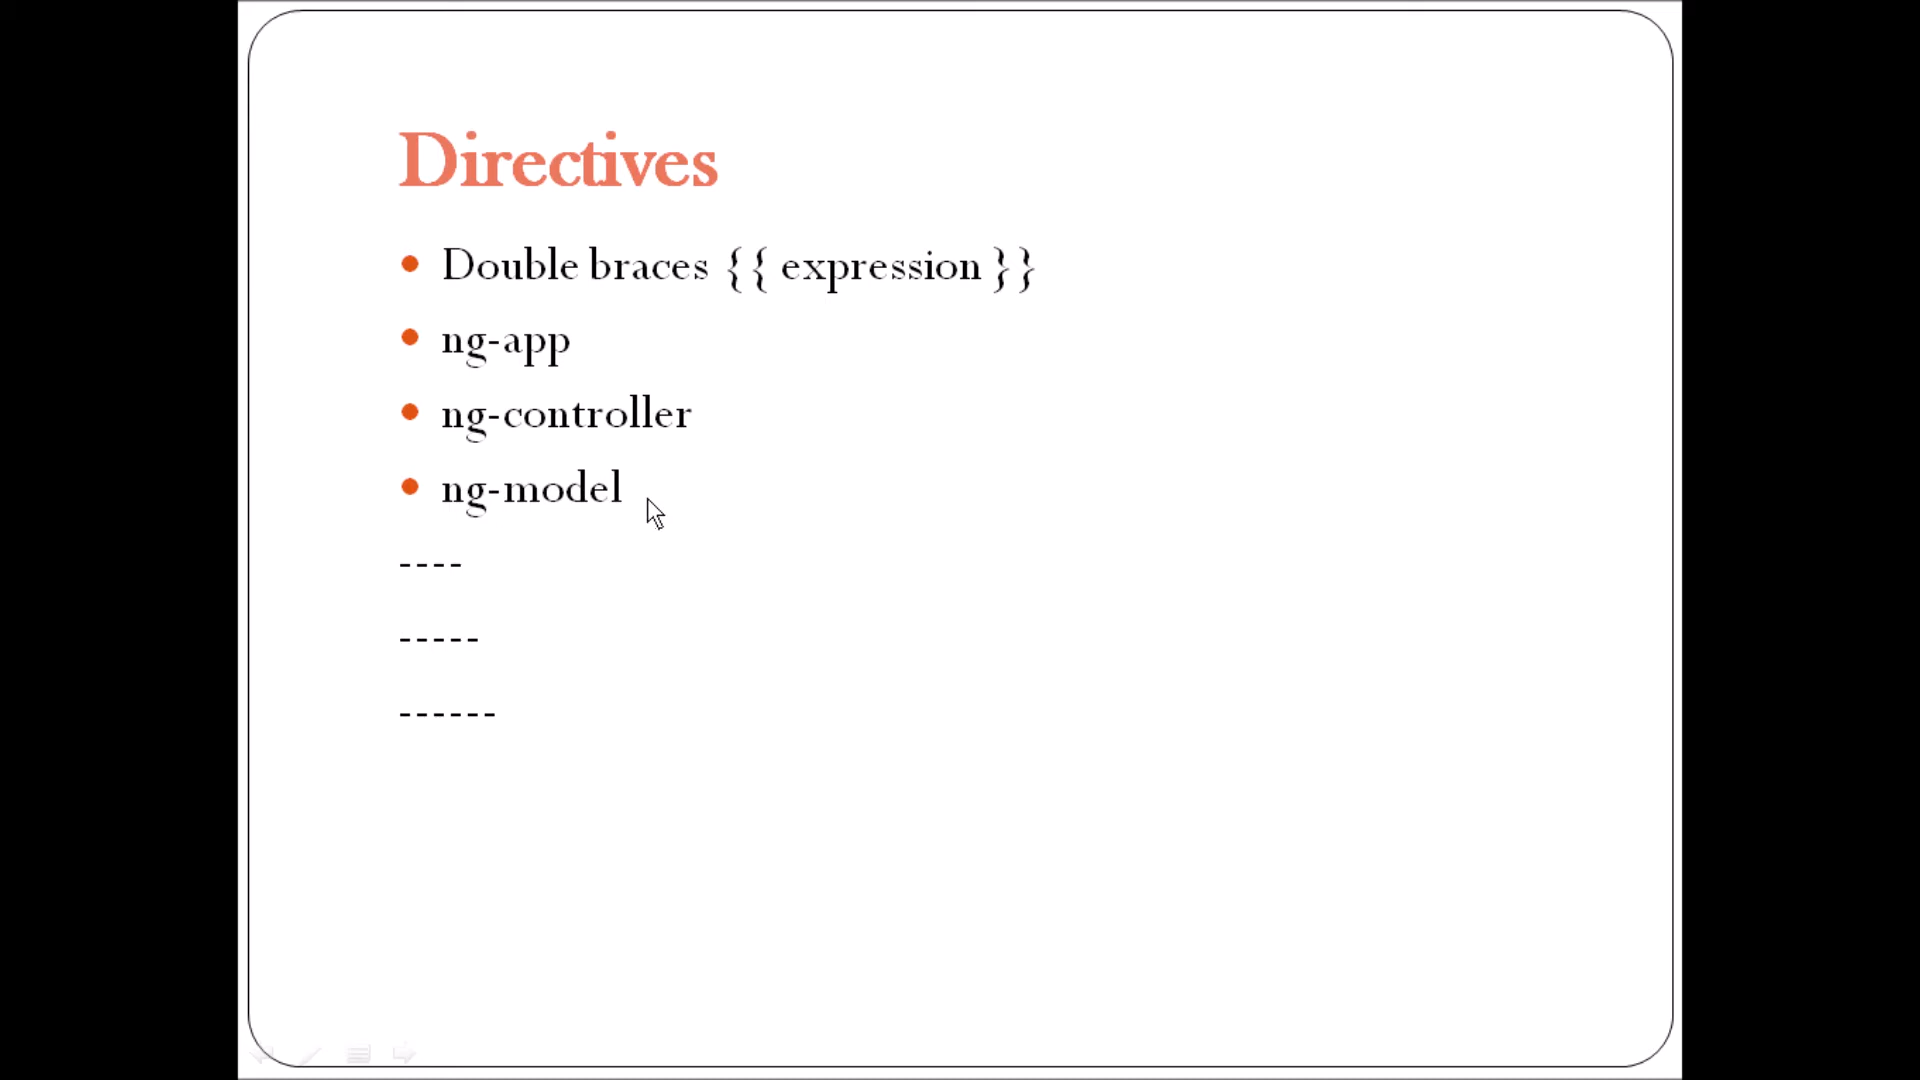 Directives
• Double braces {{ expression }}
• ng-app
• ng-controller
• ng-model
----
-----
------